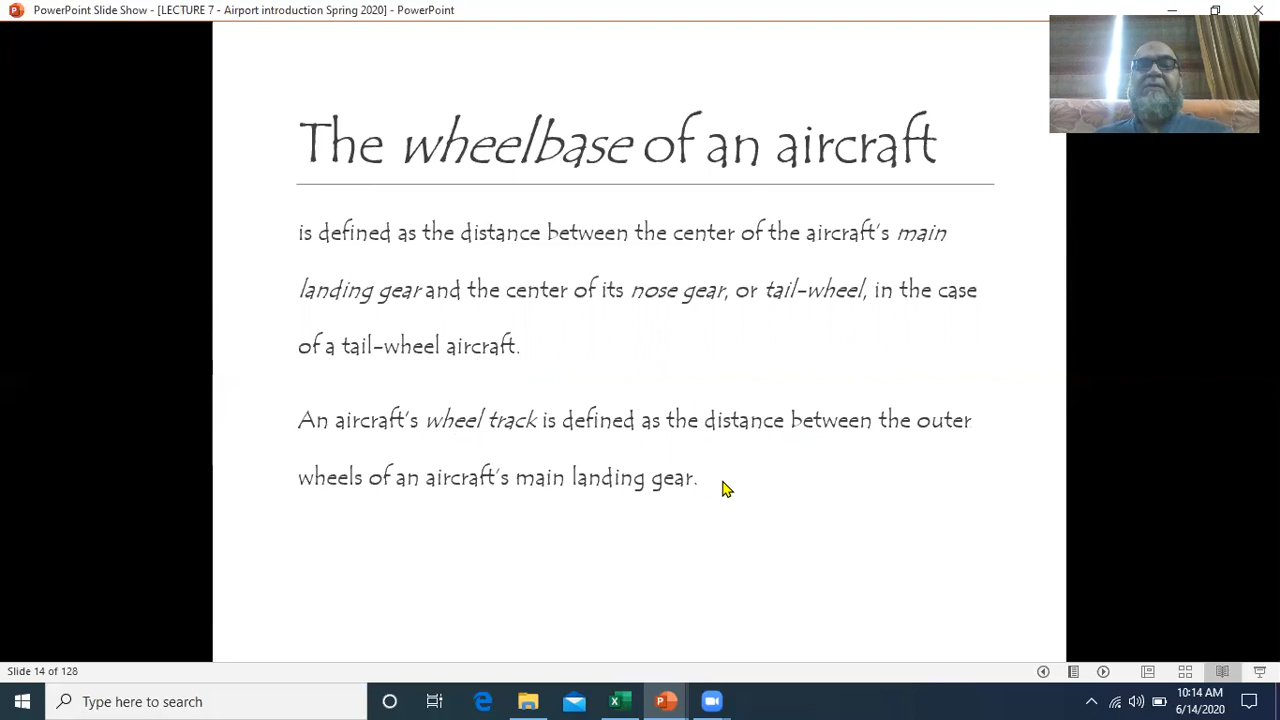 PowerPoint Slide Show - [LECTURE 7 - Airport introduction Spring 2020] - PowerPoint
The wheelbase of an aircraft
is defined as the distance between the center of the aircraft's main
landing gear and the center of its nose gear, or tail-wheel, in the case
of a tail-wheel aircraft.
An aircraft's wheel track is defined as the distance between the outer
wheels of an aircraft's main landing gear.
Slide 14 of 128
Type here to search
10:14 AM
6/14/2020